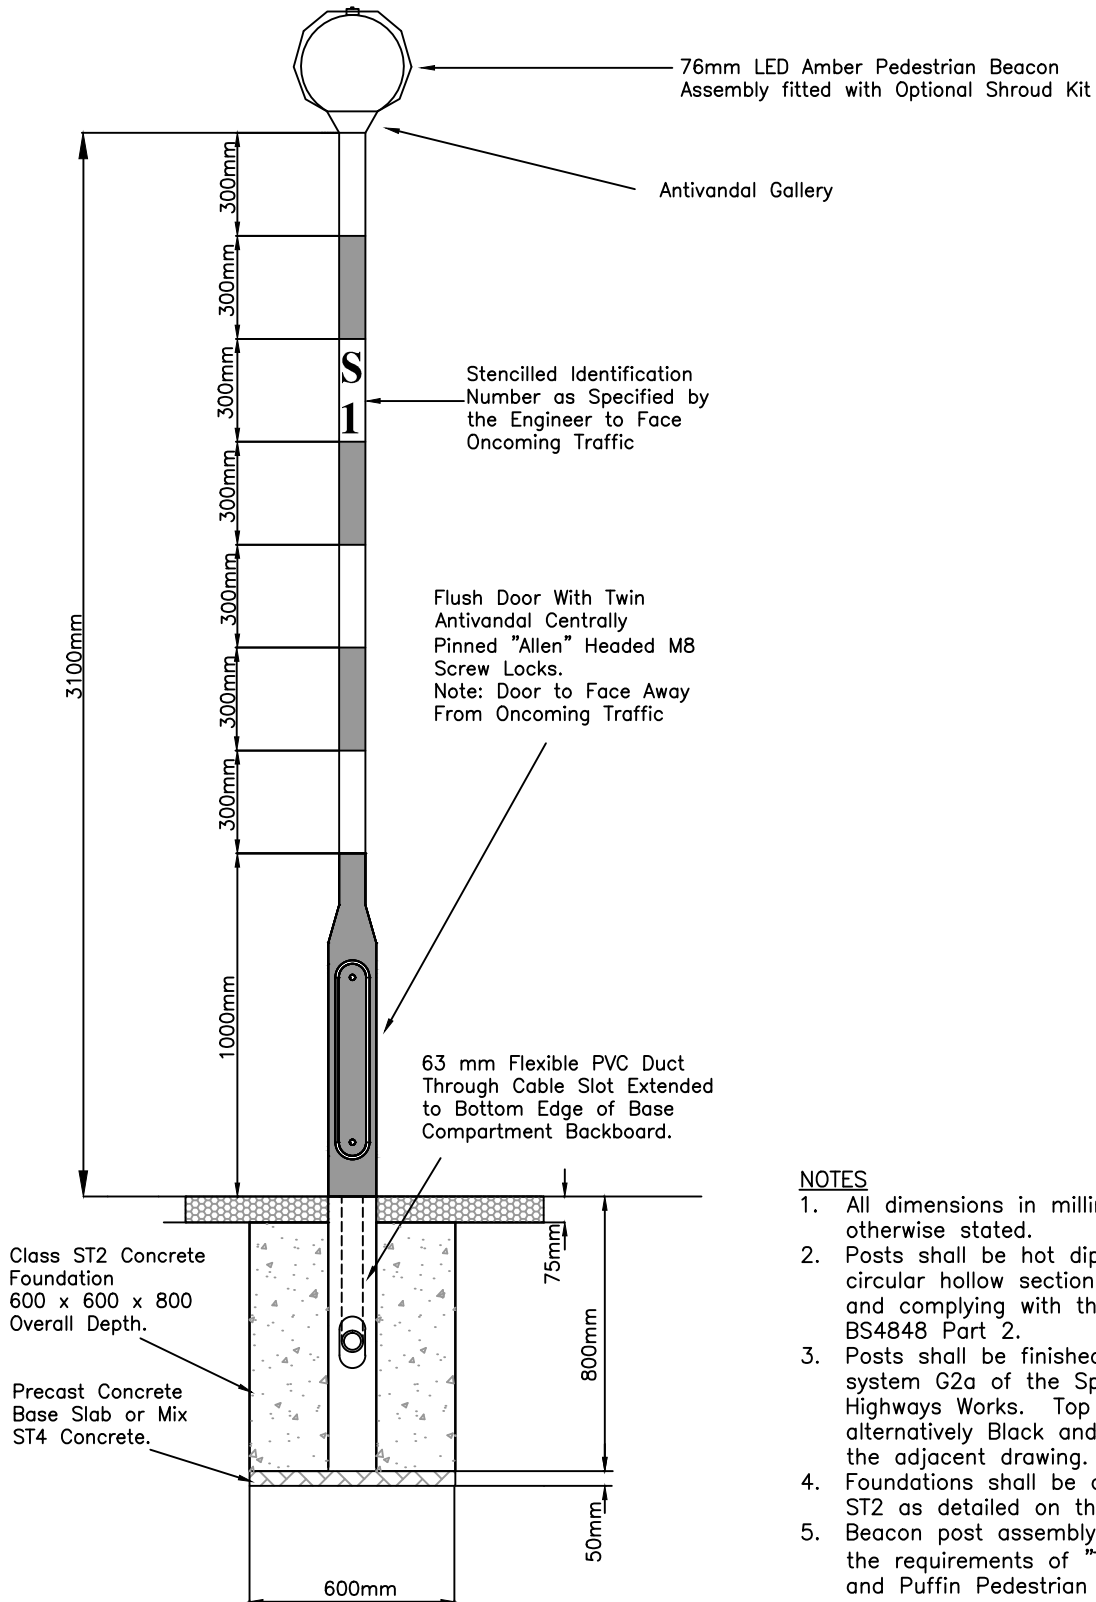 76mm LED Amber Pedestrian Beacon
Assembly fitted with Optional Shroud Kit
Antivandal Gallery
300mm
300mm
300mm
300mm
300mm
300mm
300mm
1000mm
3100mm
S
1
Stencilled Identification
Number as Specified by
the Engineer to Face
Oncoming Traffic
Flush Door With Twin
Antivandal Centrally
Pinned "Allen" Headed M8
Screw Locks.
Note: Door to Face Away
From Oncoming Traffic
63 mm Flexible PVC Duct
Through Cable Slot Extended
to Bottom Edge of Base
Compartment Backboard.
75mm
800mm
50mm
600mm
Class ST2 Concrete
Foundation
600 x 600 x 800
Overall Depth.
Precast Concrete
Base Slab or Mix
ST4 Concrete.
NOTES
1. All dimensions in
otherwise stated.
2. Posts shall be hot
circular hollow section
and complying with
BS4848 Part 2.
3. Posts shall be finished
system G2a of the
Highways Works. Top
alternatively Black and
the adjacent drawing.
4. Foundations shall be
ST2 as detailed on
5. Beacon post assembly
the requirements of
and Puffin Pedestrian